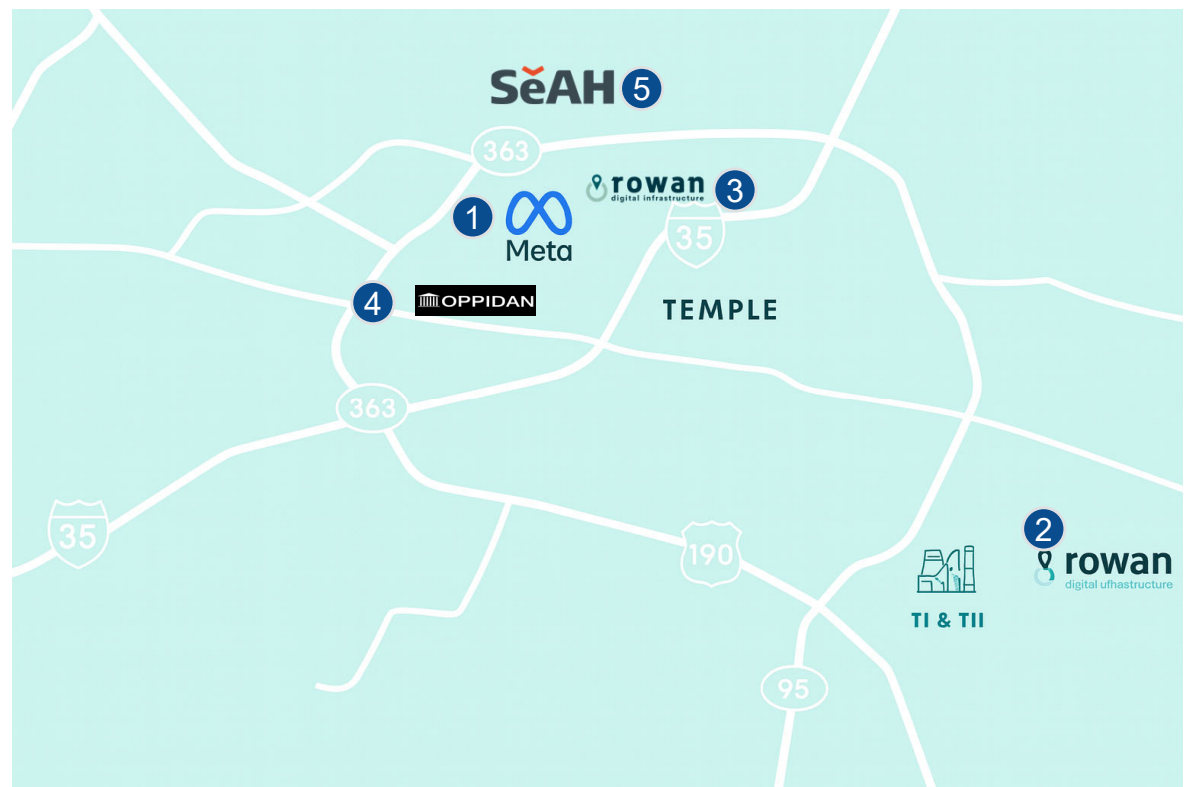 SeAH 5
363
rowan 3
digital infrastructure
1
Meta
35
4 OPPIDAN
TEMPLE
363
35
190
2
rowan
digital ufhastructure
TI & TII
95